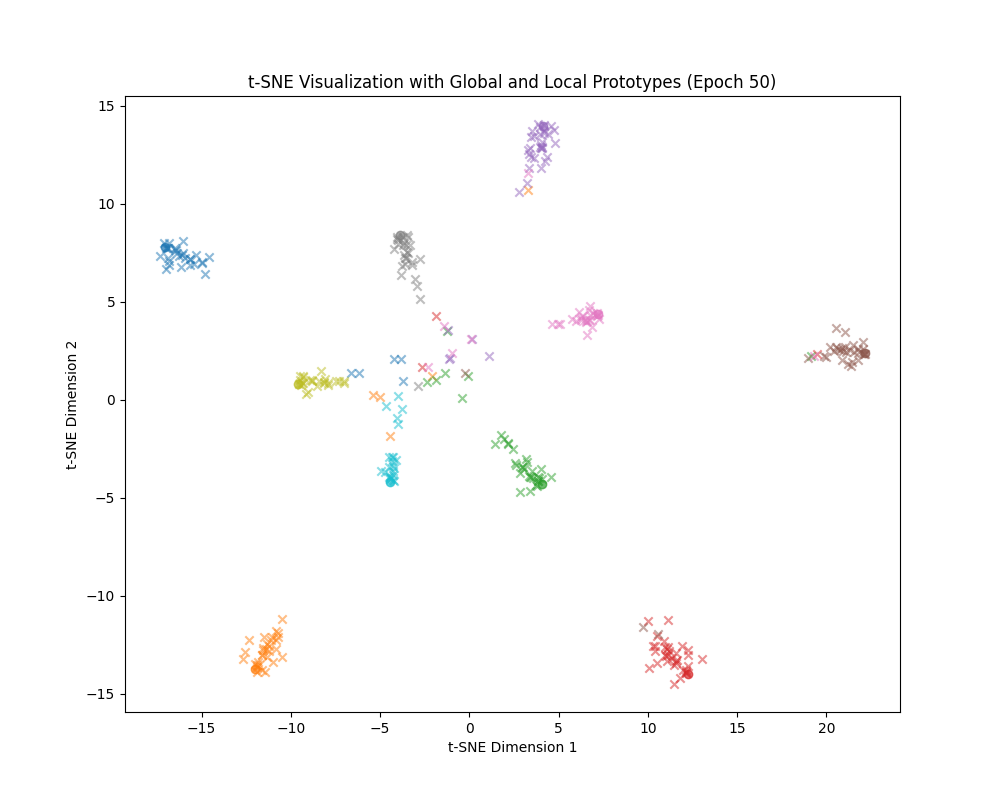 t-SNE Visualization with Global and Local Prototypes (Epoch 50)
15
10
5
0
−5
−10
−15
t-SNE Dimension 2
−15 −10 −5 0 5 10 15 20
t-SNE Dimension 1